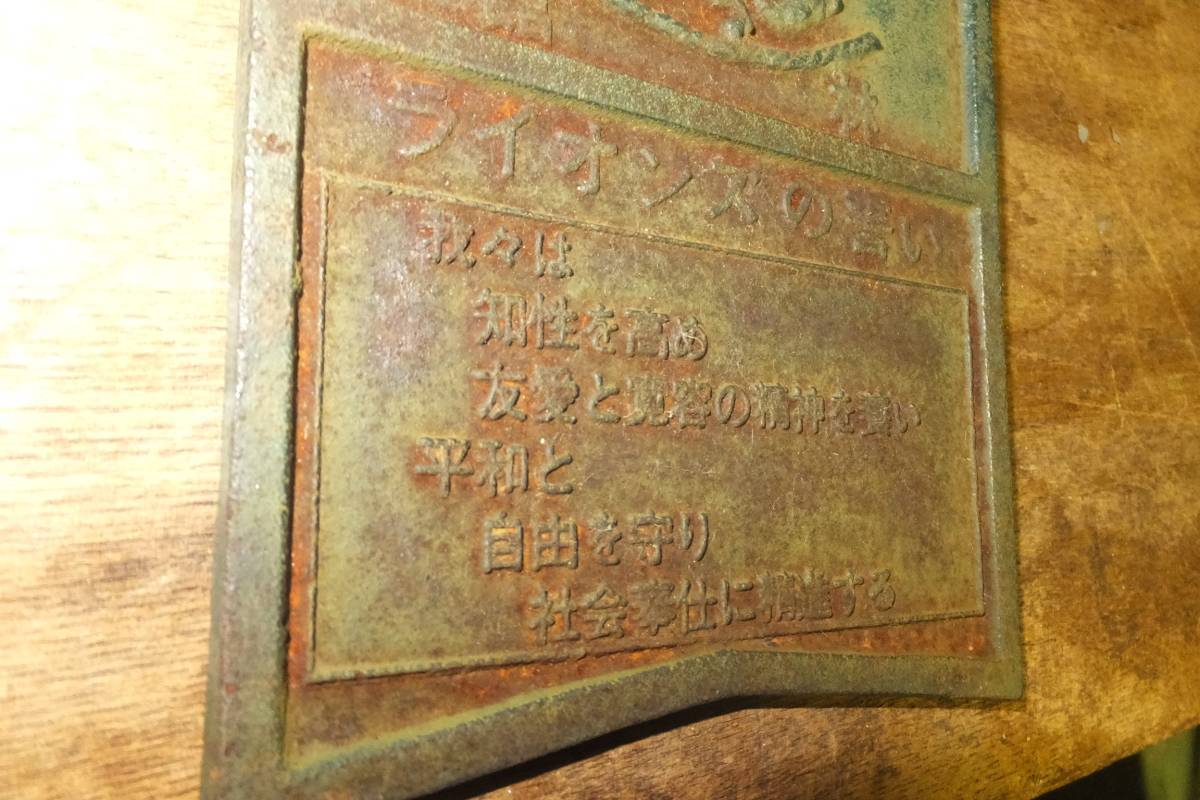 林
ライオンズの誓い
我々は
知性を高め
友愛と寛容の精神を養い
平和と
自由を守り
社会奉仕に精進する